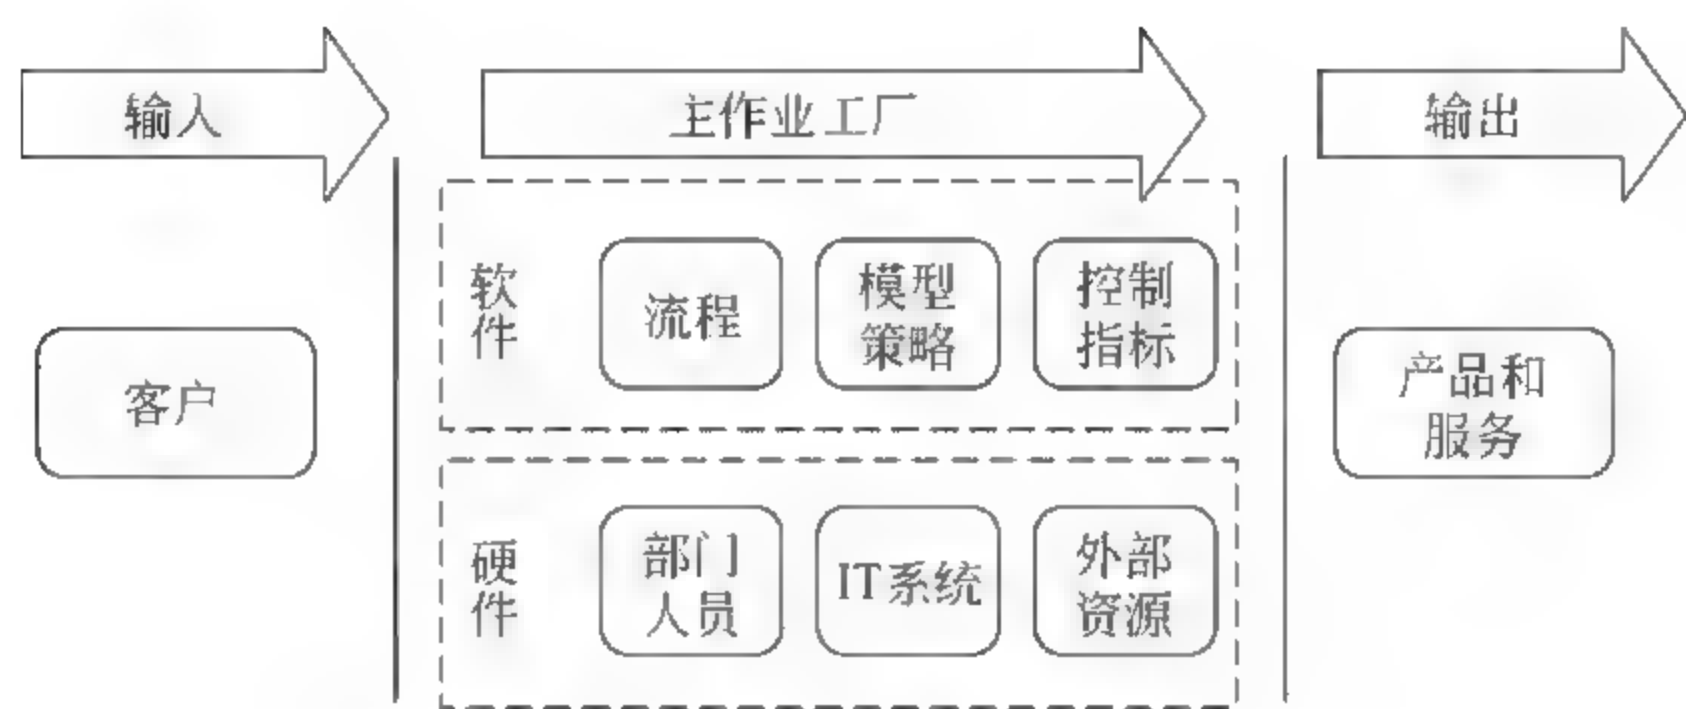 输入
主作业工厂
输出
软件
流程
模型
策略
控制
指标
客户
产品和
服务
硬件
部门
人员
IT系统
外部
资源